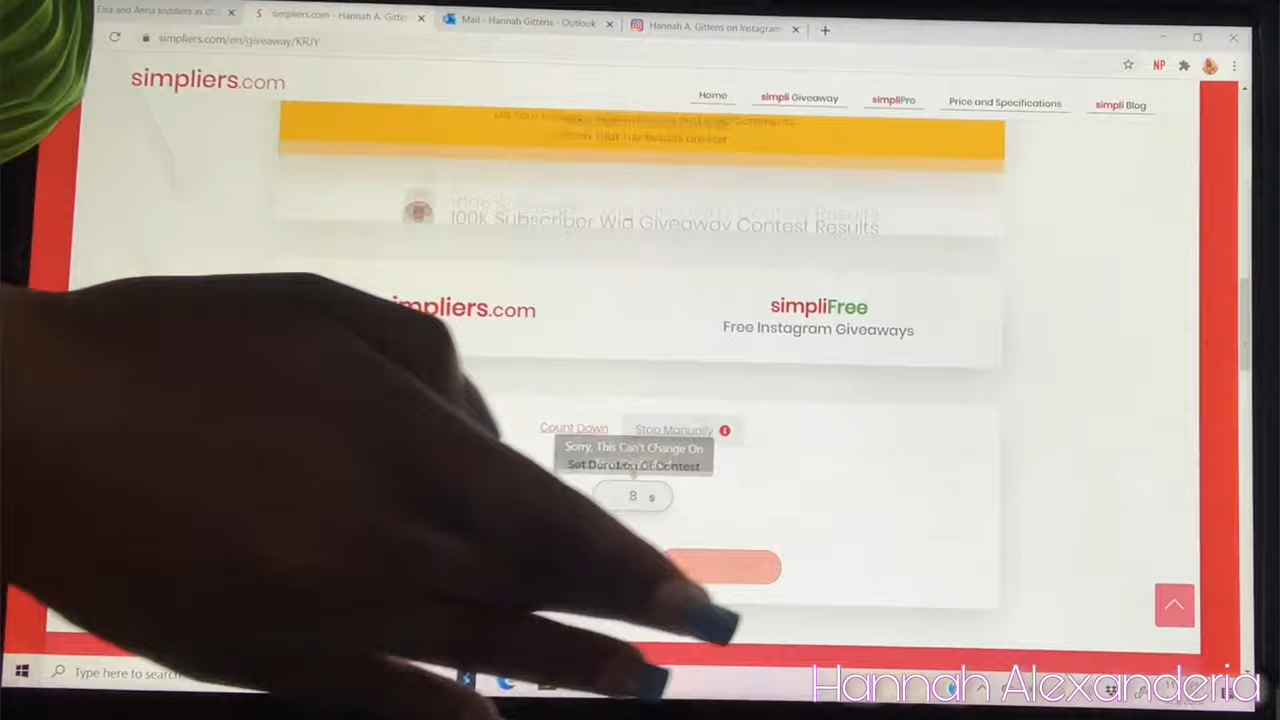 Elsa and Anna toddlers in
simpliers.com - Hannah A. Gitte
Mail - Hannah Gittens - Outlook
Hannah A. Gittens on Instagram
simpliers.com/en/giveaway/KRJY
NP
simpliers.com
Home
simpli Giveaway
simpliPro
Price and Specifications
simpli Blog
100K Subscriber Wig Giveaway Contest Results
impliers.com
simpliFree
Free Instagram Giveaways
Count Down
Stop Manually
Sorry, This Can't Change On
Set Duration Of Contest
8 s
Type here to search
Hannah Alexanderia